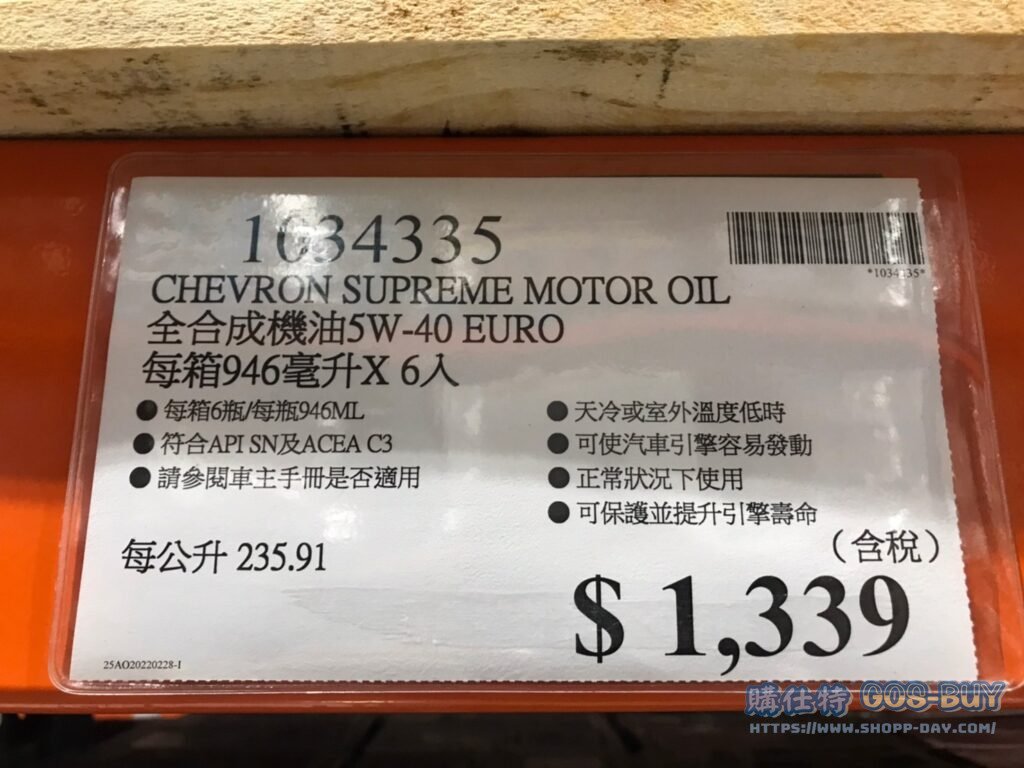 1034335
*1034335*
CHEVRON SUPREME MOTOR OIL
全合成機油5W-40 EURO
每箱946毫升X 6入
● 每箱6瓶/每瓶946ML
● 符合API SN及ACEA C3
● 請參閱車主手冊是否適用
● 天冷或室外溫度低時
● 可使汽車引擎容易發動
● 正常狀況下使用
● 可保護並提升引擎壽命
每公升 235.91
(含稅)
$ 1,339
25AO20220228-1
購仕特 GOS-BUY
HTTPS://WWW.SHOPP-DAY.COM/